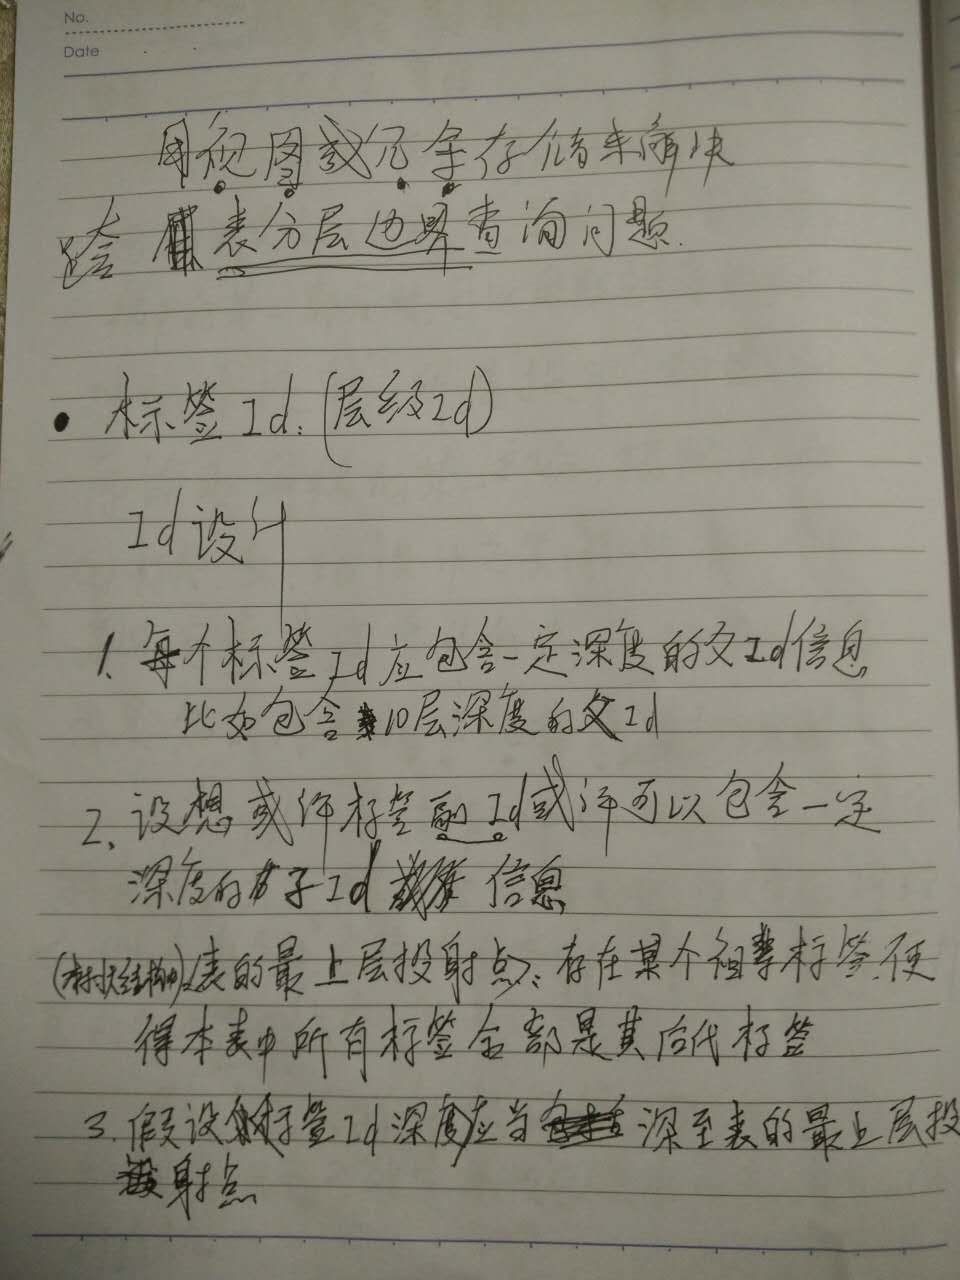 No.
Date
用视图或冗余存储来解决
跨表分层边界查询问题.
• 标签Id:(层级Id)
Id设计
1. 每个标签Id应包含一定深度的父Id信息
比如包含10层深度的父Id
2. 设想或许标签副Id或许可以包含一定
深度的子Id信息
(树状结构中)表的最上层投射点:存在某个祖辈标签,使
得本表中所有标签全部是其后代标签
3. 假设标签Id深度应当深至表的最上层投
射点